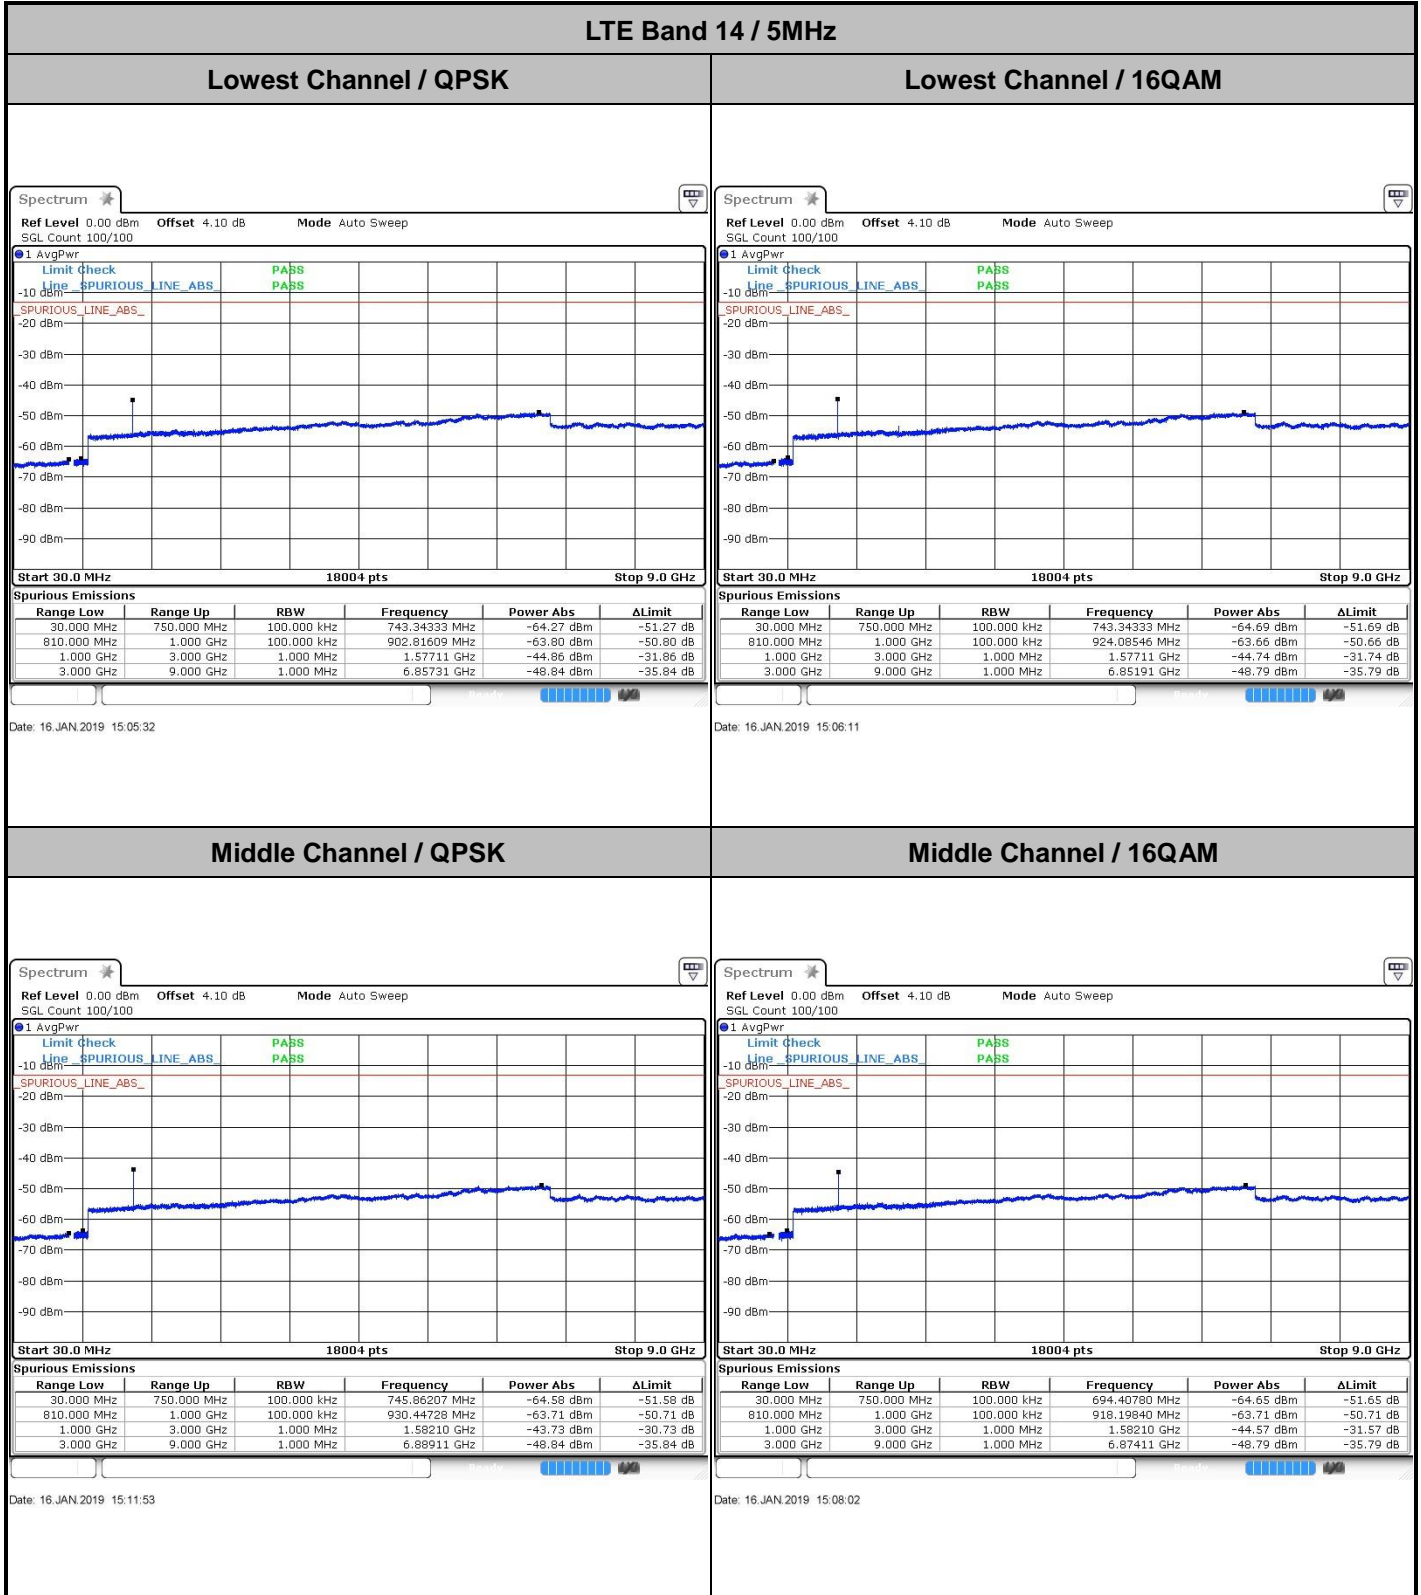 LTE Band 14 / 5MHz
Lowest Channel / QPSK
Lowest Channel / 16QAM
Spectrum
Ref Level 0.00 dBm Offset 4.10 dB Mode Auto Sweep
SGL Count 100/100
1 AvgPwr
Limit Check PASS
Line _SPURIOUS_LINE_ABS_ PASS
-10 dBm
_SPURIOUS_LINE_ABS_
-20 dBm
-30 dBm
-40 dBm
-50 dBm
-60 dBm
-70 dBm
-80 dBm
-90 dBm
Start 30.0 MHz 18004 pts Stop 9.0 GHz
Spurious Emissions
Range Low Range Up RBW Frequency Power Abs ΔLimit
30.000 MHz 750.000 MHz 100.000 kHz 743.34333 MHz -64.27 dBm -51.27 dB
810.000 MHz 1.000 GHz 100.000 kHz 902.81609 MHz -63.80 dBm -50.80 dB
1.000 GHz 3.000 GHz 1.000 MHz 1.57711 GHz -44.86 dBm -31.86 dB
3.000 GHz 9.000 GHz 1.000 MHz 6.85731 GHz -48.84 dBm -35.84 dB
Ready
Date: 16.JAN.2019 15:05:32
Spectrum
Ref Level 0.00 dBm Offset 4.10 dB Mode Auto Sweep
SGL Count 100/100
1 AvgPwr
Limit Check PASS
Line _SPURIOUS_LINE_ABS_ PASS
-10 dBm
_SPURIOUS_LINE_ABS_
-20 dBm
-30 dBm
-40 dBm
-50 dBm
-60 dBm
-70 dBm
-80 dBm
-90 dBm
Start 30.0 MHz 18004 pts Stop 9.0 GHz
Spurious Emissions
Range Low Range Up RBW Frequency Power Abs ΔLimit
30.000 MHz 750.000 MHz 100.000 kHz 743.34333 MHz -64.69 dBm -51.69 dB
810.000 MHz 1.000 GHz 100.000 kHz 924.08546 MHz -63.66 dBm -50.66 dB
1.000 GHz 3.000 GHz 1.000 MHz 1.57711 GHz -44.74 dBm -31.74 dB
3.000 GHz 9.000 GHz 1.000 MHz 6.85191 GHz -48.79 dBm -35.79 dB
Ready
Date: 16.JAN.2019 15:06:11
Middle Channel / QPSK
Middle Channel / 16QAM
Spectrum
Ref Level 0.00 dBm Offset 4.10 dB Mode Auto Sweep
SGL Count 100/100
1 AvgPwr
Limit Check PASS
Line _SPURIOUS_LINE_ABS_ PASS
-10 dBm
_SPURIOUS_LINE_ABS_
-20 dBm
-30 dBm
-40 dBm
-50 dBm
-60 dBm
-70 dBm
-80 dBm
-90 dBm
Start 30.0 MHz 18004 pts Stop 9.0 GHz
Spurious Emissions
Range Low Range Up RBW Frequency Power Abs ΔLimit
30.000 MHz 750.000 MHz 100.000 kHz 745.86207 MHz -64.58 dBm -51.58 dB
810.000 MHz 1.000 GHz 100.000 kHz 930.44728 MHz -63.71 dBm -50.71 dB
1.000 GHz 3.000 GHz 1.000 MHz 1.58210 GHz -43.73 dBm -30.73 dB
3.000 GHz 9.000 GHz 1.000 MHz 6.88911 GHz -48.84 dBm -35.84 dB
Ready
Date: 16.JAN.2019 15:11:53
Spectrum
Ref Level 0.00 dBm Offset 4.10 dB Mode Auto Sweep
SGL Count 100/100
1 AvgPwr
Limit Check PASS
Line _SPURIOUS_LINE_ABS_ PASS
-10 dBm
_SPURIOUS_LINE_ABS_
-20 dBm
-30 dBm
-40 dBm
-50 dBm
-60 dBm
-70 dBm
-80 dBm
-90 dBm
Start 30.0 MHz 18004 pts Stop 9.0 GHz
Spurious Emissions
Range Low Range Up RBW Frequency Power Abs ΔLimit
30.000 MHz 750.000 MHz 100.000 kHz 694.40780 MHz -64.65 dBm -51.65 dB
810.000 MHz 1.000 GHz 100.000 kHz 918.19840 MHz -63.71 dBm -50.71 dB
1.000 GHz 3.000 GHz 1.000 MHz 1.58210 GHz -44.57 dBm -31.57 dB
3.000 GHz 9.000 GHz 1.000 MHz 6.87411 GHz -48.79 dBm -35.79 dB
Ready
Date: 16.JAN.2019 15:08:02